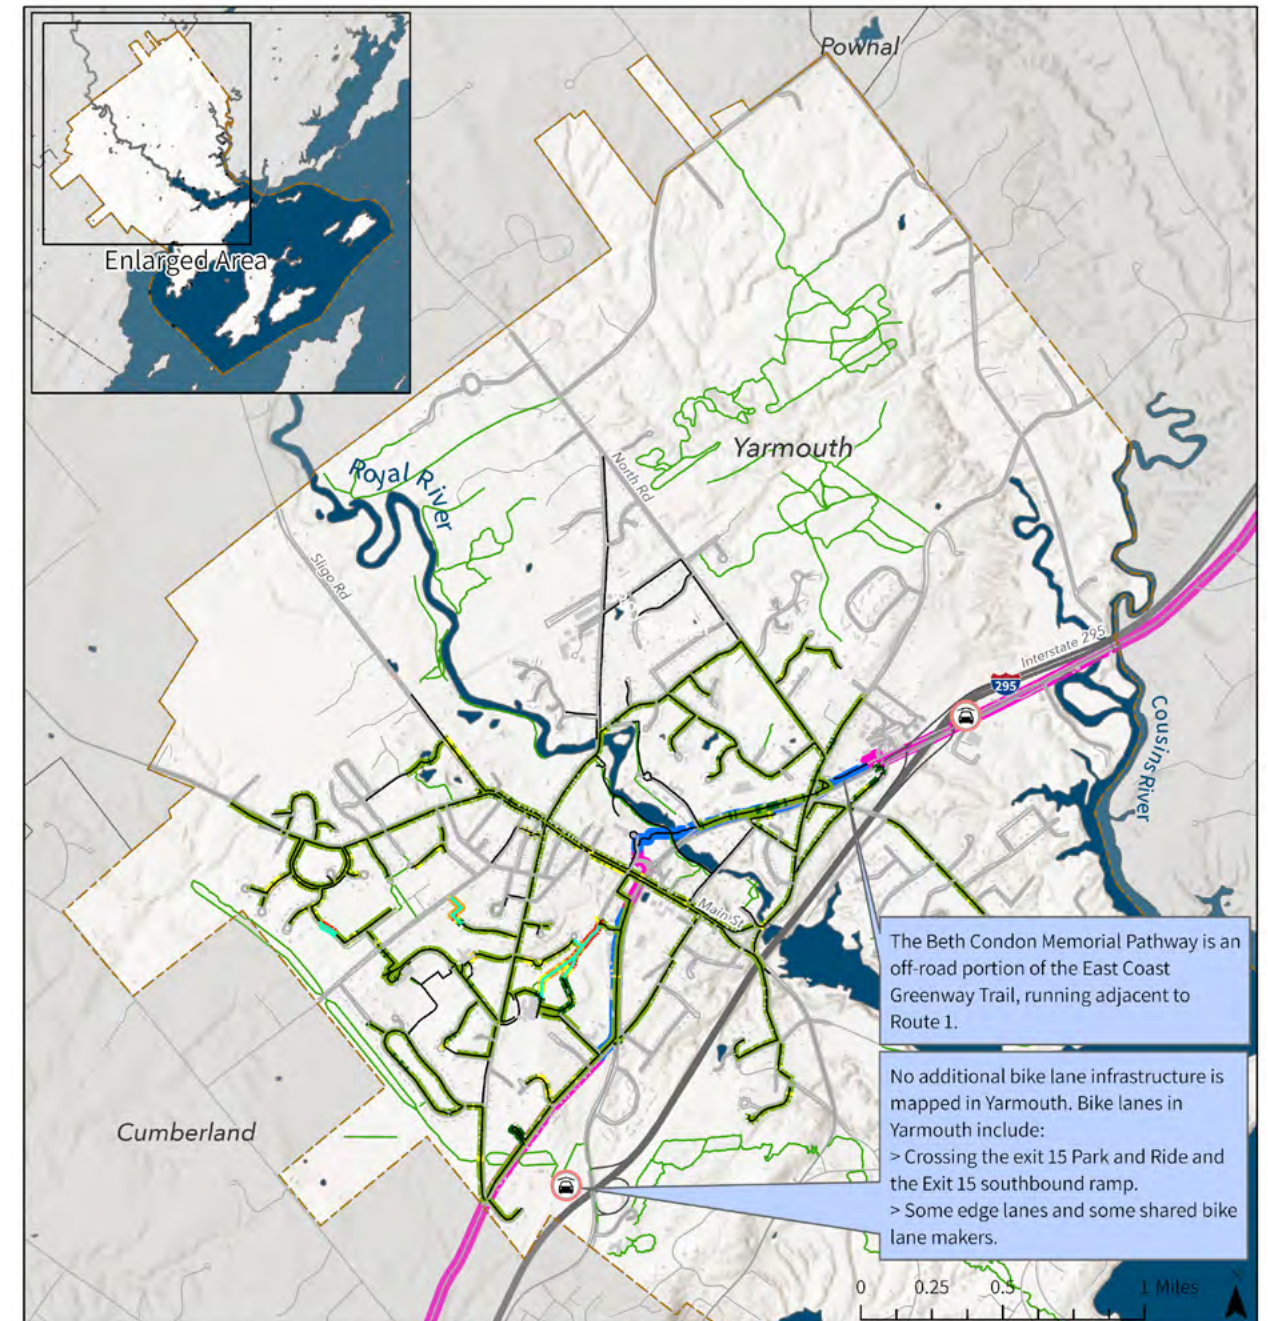 Pownal
Enlarged Area
Royal River
North Rd
Yarmouth
Sligo Rd
Interstate 295
295
Cousins River
Main St
The Beth Condon Memorial Pathway is an
off-road portion of the East Coast
Greenway Trail, running adjacent to
Route 1.
No additional bike lane infrastructure is
mapped in Yarmouth. Bike lanes in
Yarmouth include:
> Crossing the exit 15 Park and Ride and
the Exit 15 southbound ramp.
> Some edge lanes and some shared bike
lane makers.
Cumberland
0 0.25 0.5 1 Miles